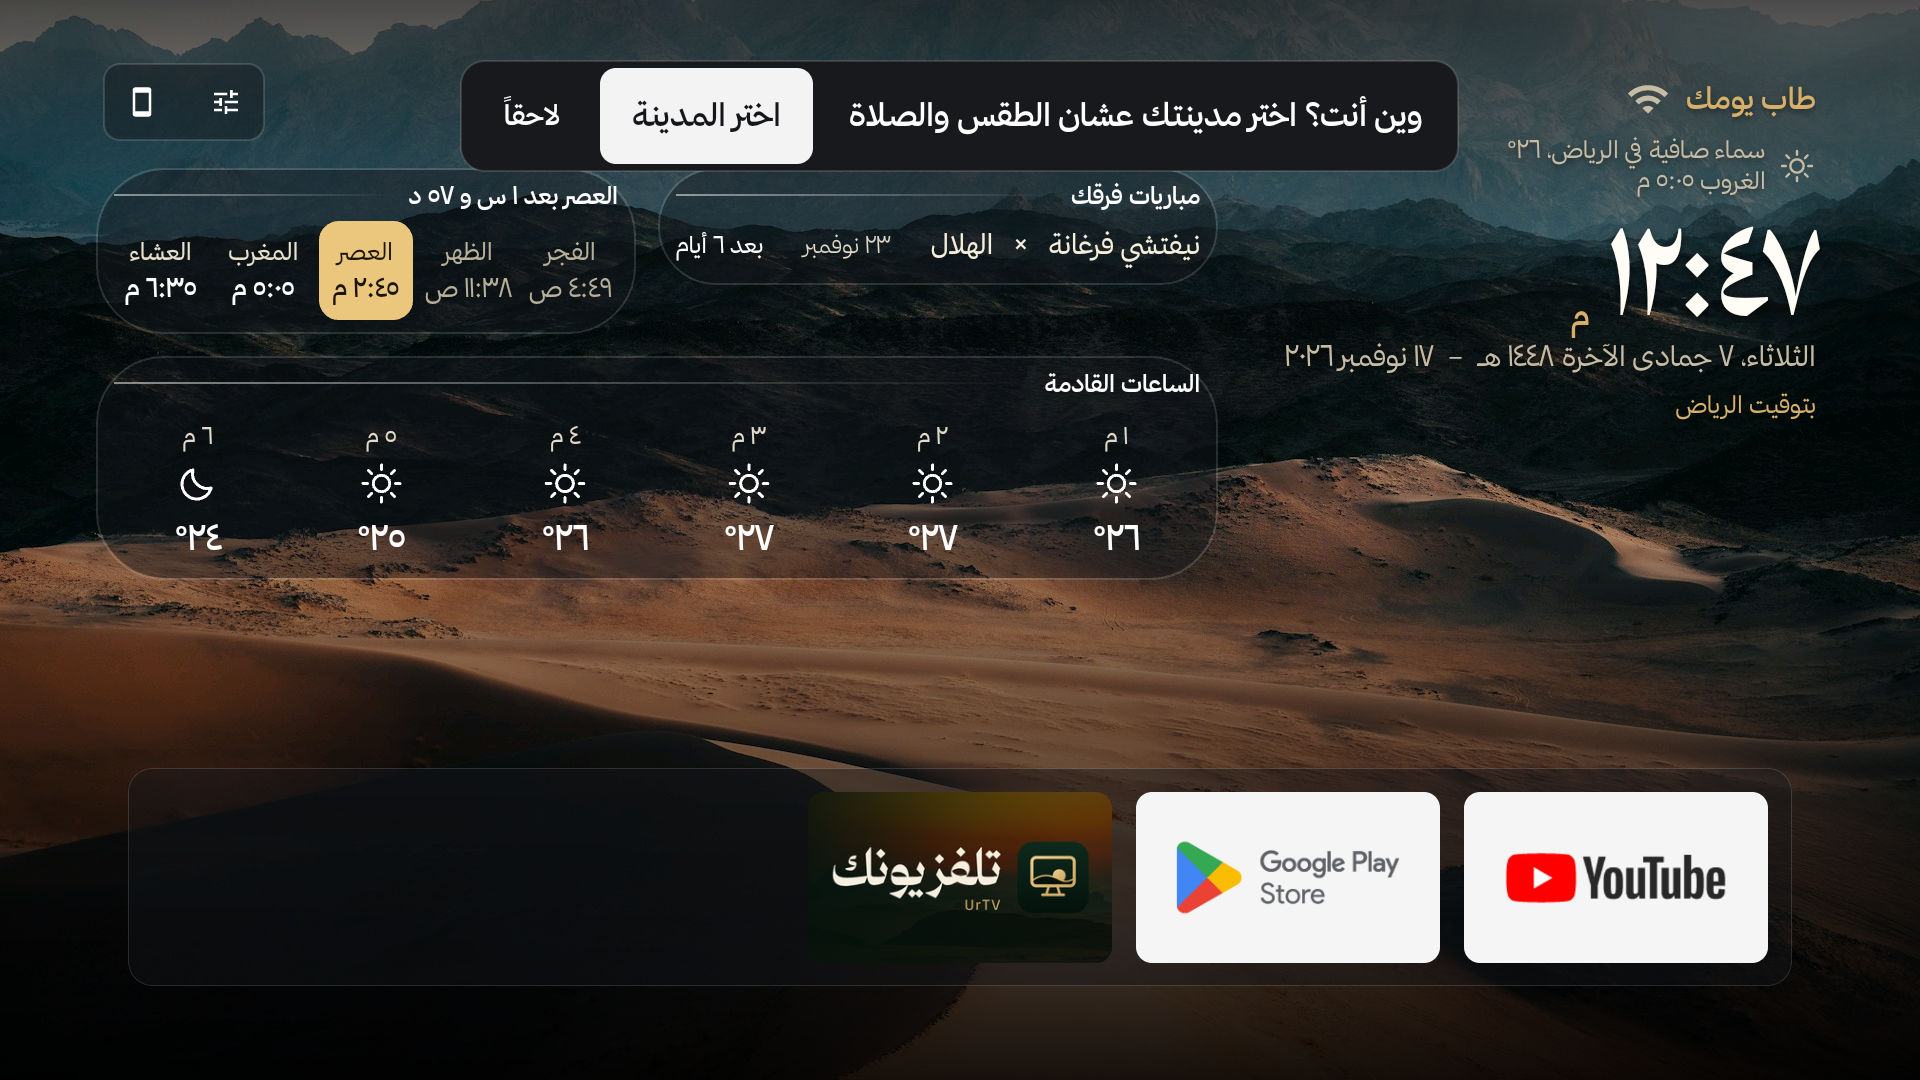 طاب يومك
سماء صافية في الرياض، ٢٦°
الغروب ٥:٠٥ م
١٢:٤٧ م
الثلاثاء، ٧ جمادى الآخرة ١٤٤٨ هـ – ١٧ نوفمبر ٢٠٢٦
بتوقيت الرياض
وين أنت؟ اختر مدينتك عشان الطقس والصلاة
اختر المدينة
لاحقاً
مباريات فرقك
نيفتشي فرغانة × الهلال ٢٣ نوفمبر بعد ٦ أيام
العصر بعد ١ س و ٥٧ د
الفجر الظهر العصر المغرب العشاء
٤:٤٩ ص ١١:٣٨ ص ٢:٤٥ م ٥:٠٥ م ٦:٣٥ م
الساعات القادمة
١ م ٢ م ٣ م ٤ م ٥ م ٦ م
٢٦° ٢٧° ٢٧° ٢٦° ٢٥° ٢٤°
YouTube
Google Play
Store
تلفزيونك
UrTV